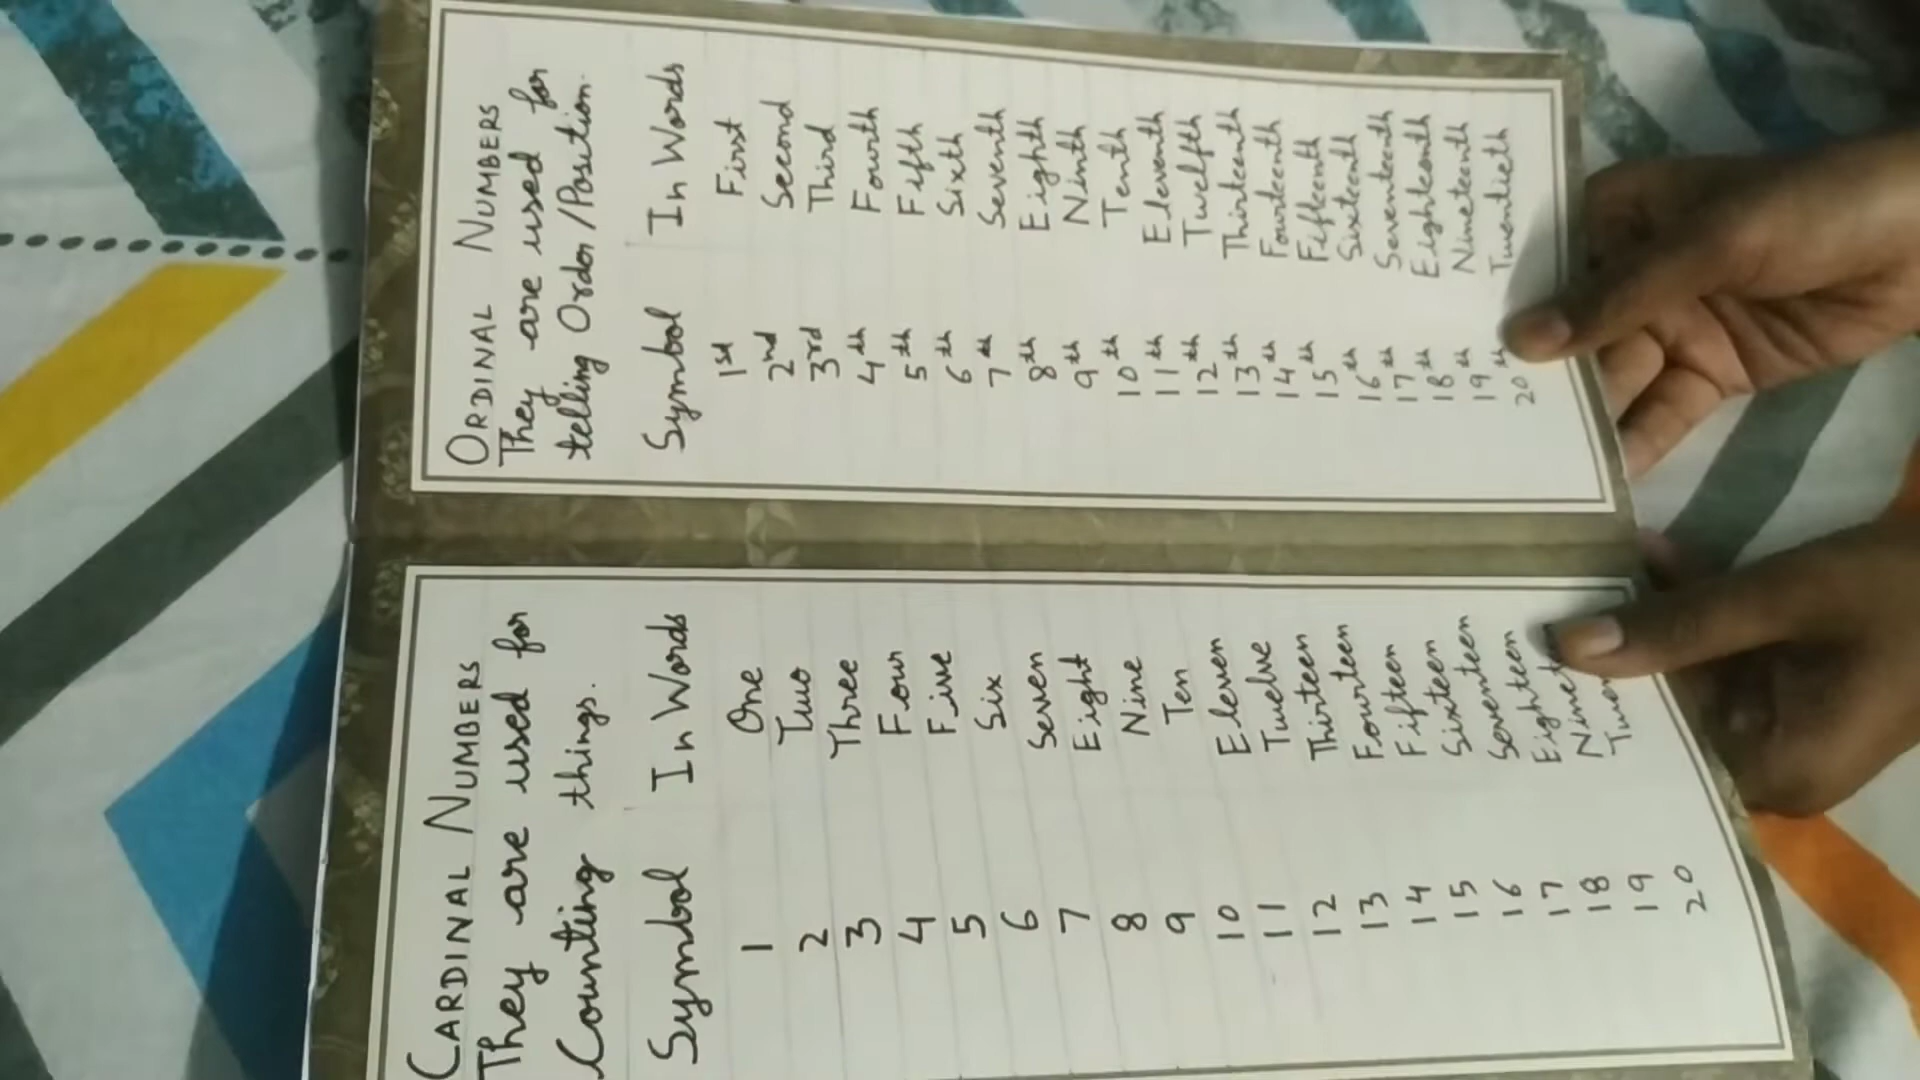 CARDINAL NUMBERS
They are used for
Counting things.
Symbol In Words
1 One
2 Two
3 Three
4 Four
5 Five
6 Six
7 Seven
8 Eight
9 Nine
10 Ten
11 Eleven
12 Twelve
13 Thirteen
14 Fourteen
15 Fifteen
16 Sixteen
17 Seventeen
18 Eighteen
19
20
ORDINAL NUMBERS
They are used for
telling Order/Position.
Symbol In Words
1st First
2nd Second
3rd Third
4th Fourth
5th Fifth
6th Sixth
7th Seventh
8th Eighth
9th Ninth
10th Tenth
11th Eleventh
12th Twelfth
13th Thirteenth
14th Fourteenth
15th Fifteenth
16th Sixteenth
17th Seventeenth
18th Eighteenth
19th Nineteenth
20th Twentieth